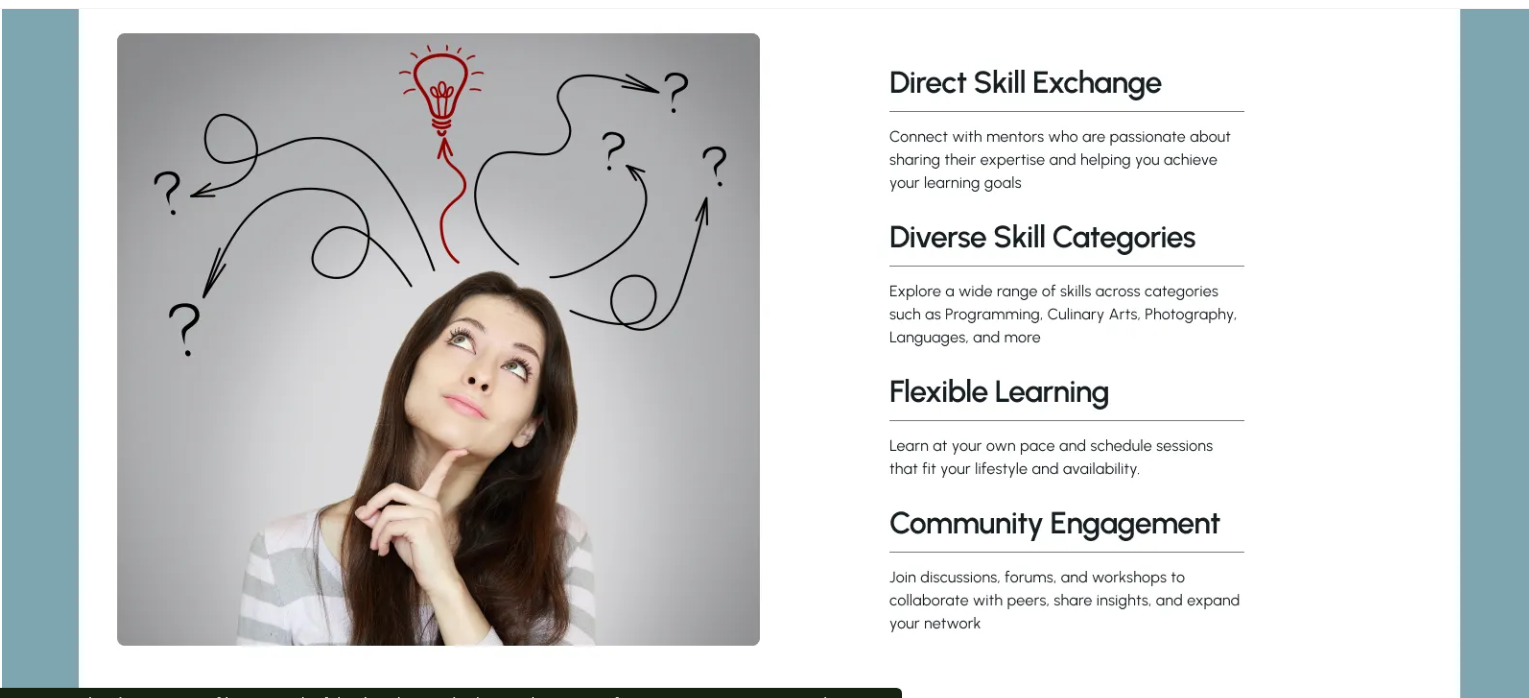 ?
?
?
?
?
Direct Skill Exchange
Connect with mentors who are passionate about
sharing their expertise and helping you achieve
your learning goals
Diverse Skill Categories
Explore a wide range of skills across categories
such as Programming, Culinary Arts, Photography,
Languages, and more
Flexible Learning
Learn at your own pace and schedule sessions
that fit your lifestyle and availability.
Community Engagement
Join discussions, forums, and workshops to
collaborate with peers, share insights, and expand
your network